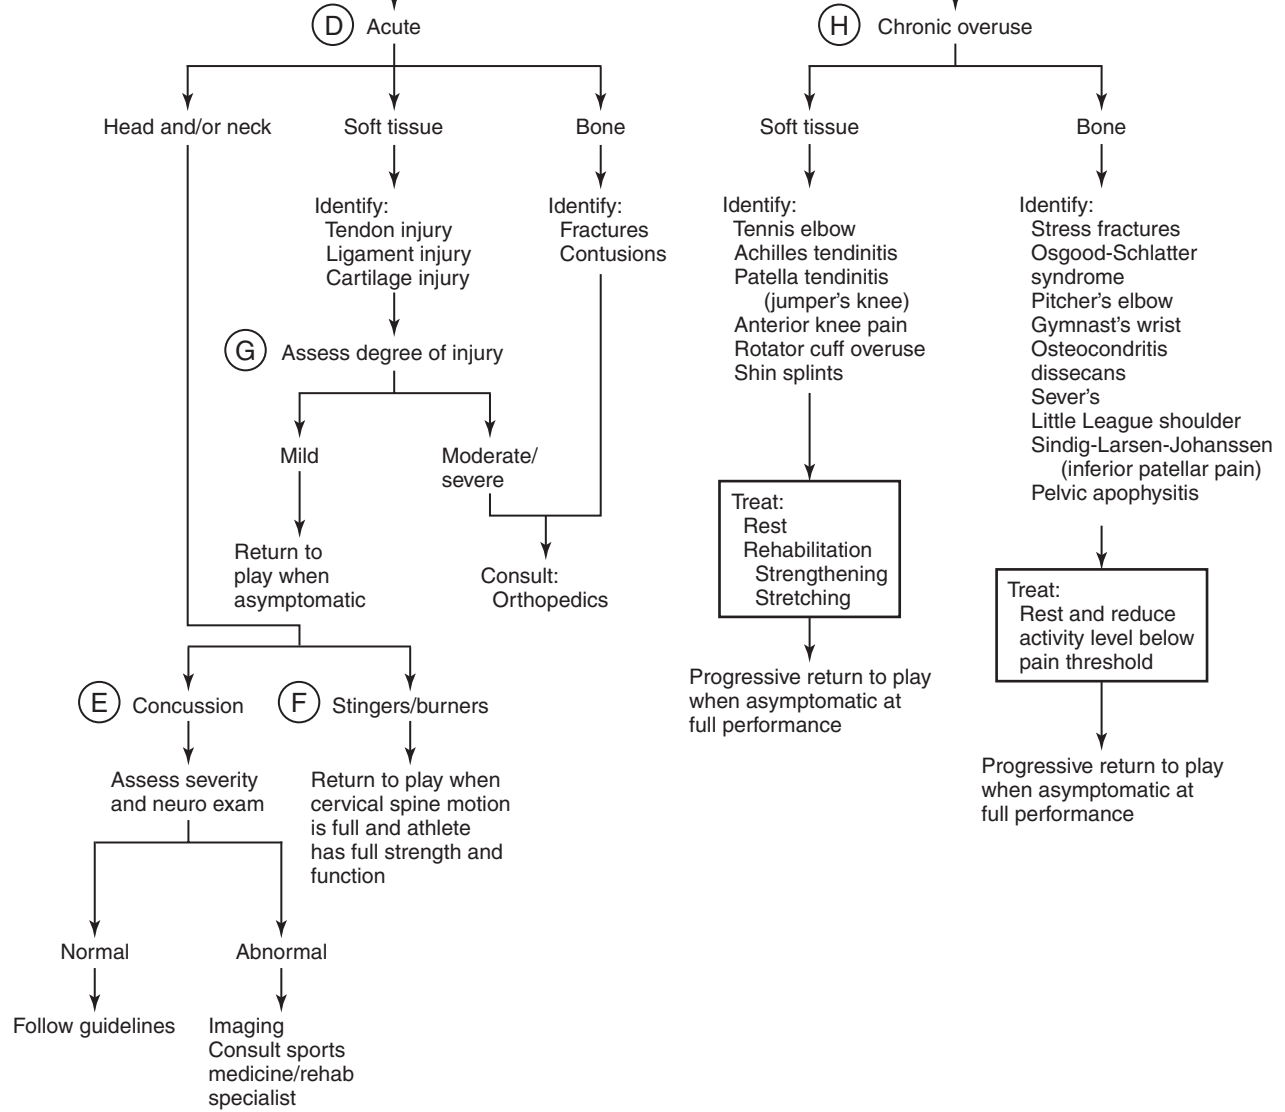 D Acute
Head and/or neck
Soft tissue
Identify:
Tendon injury
Ligament injury
Cartilage injury
G Assess degree of injury
Mild
Return to
play when
asymptomatic
Moderate/
severe
Bone
Identify:
Fractures
Contusions
Consult:
Orthopedics
E Concussion
Assess severity
and neuro exam
Normal
Follow guidelines
Abnormal
Imaging
Consult sports
medicine/rehab
specialist
F Stingers/burners
Return to play when
cervical spine motion
is full and athlete
has full strength and
function
H Chronic overuse
Soft tissue
Identify:
Tennis elbow
Achilles tendinitis
Patella tendinitis
(jumper's knee)
Anterior knee pain
Rotator cuff overuse
Shin splints
Treat:
Rest
Rehabilitation
Strengthening
Stretching
Progressive return to play
when asymptomatic at
full performance
Bone
Identify:
Stress fractures
Osgood-Schlatter
syndrome
Pitcher's elbow
Gymnast's wrist
Osteocondritis
dissecans
Sever's
Little League shoulder
Sindig-Larsen-Johanssen
(inferior patellar pain)
Pelvic apophysitis
Treat:
Rest and reduce
activity level below
pain threshold
Progressive return to play
when asymptomatic at
full performance